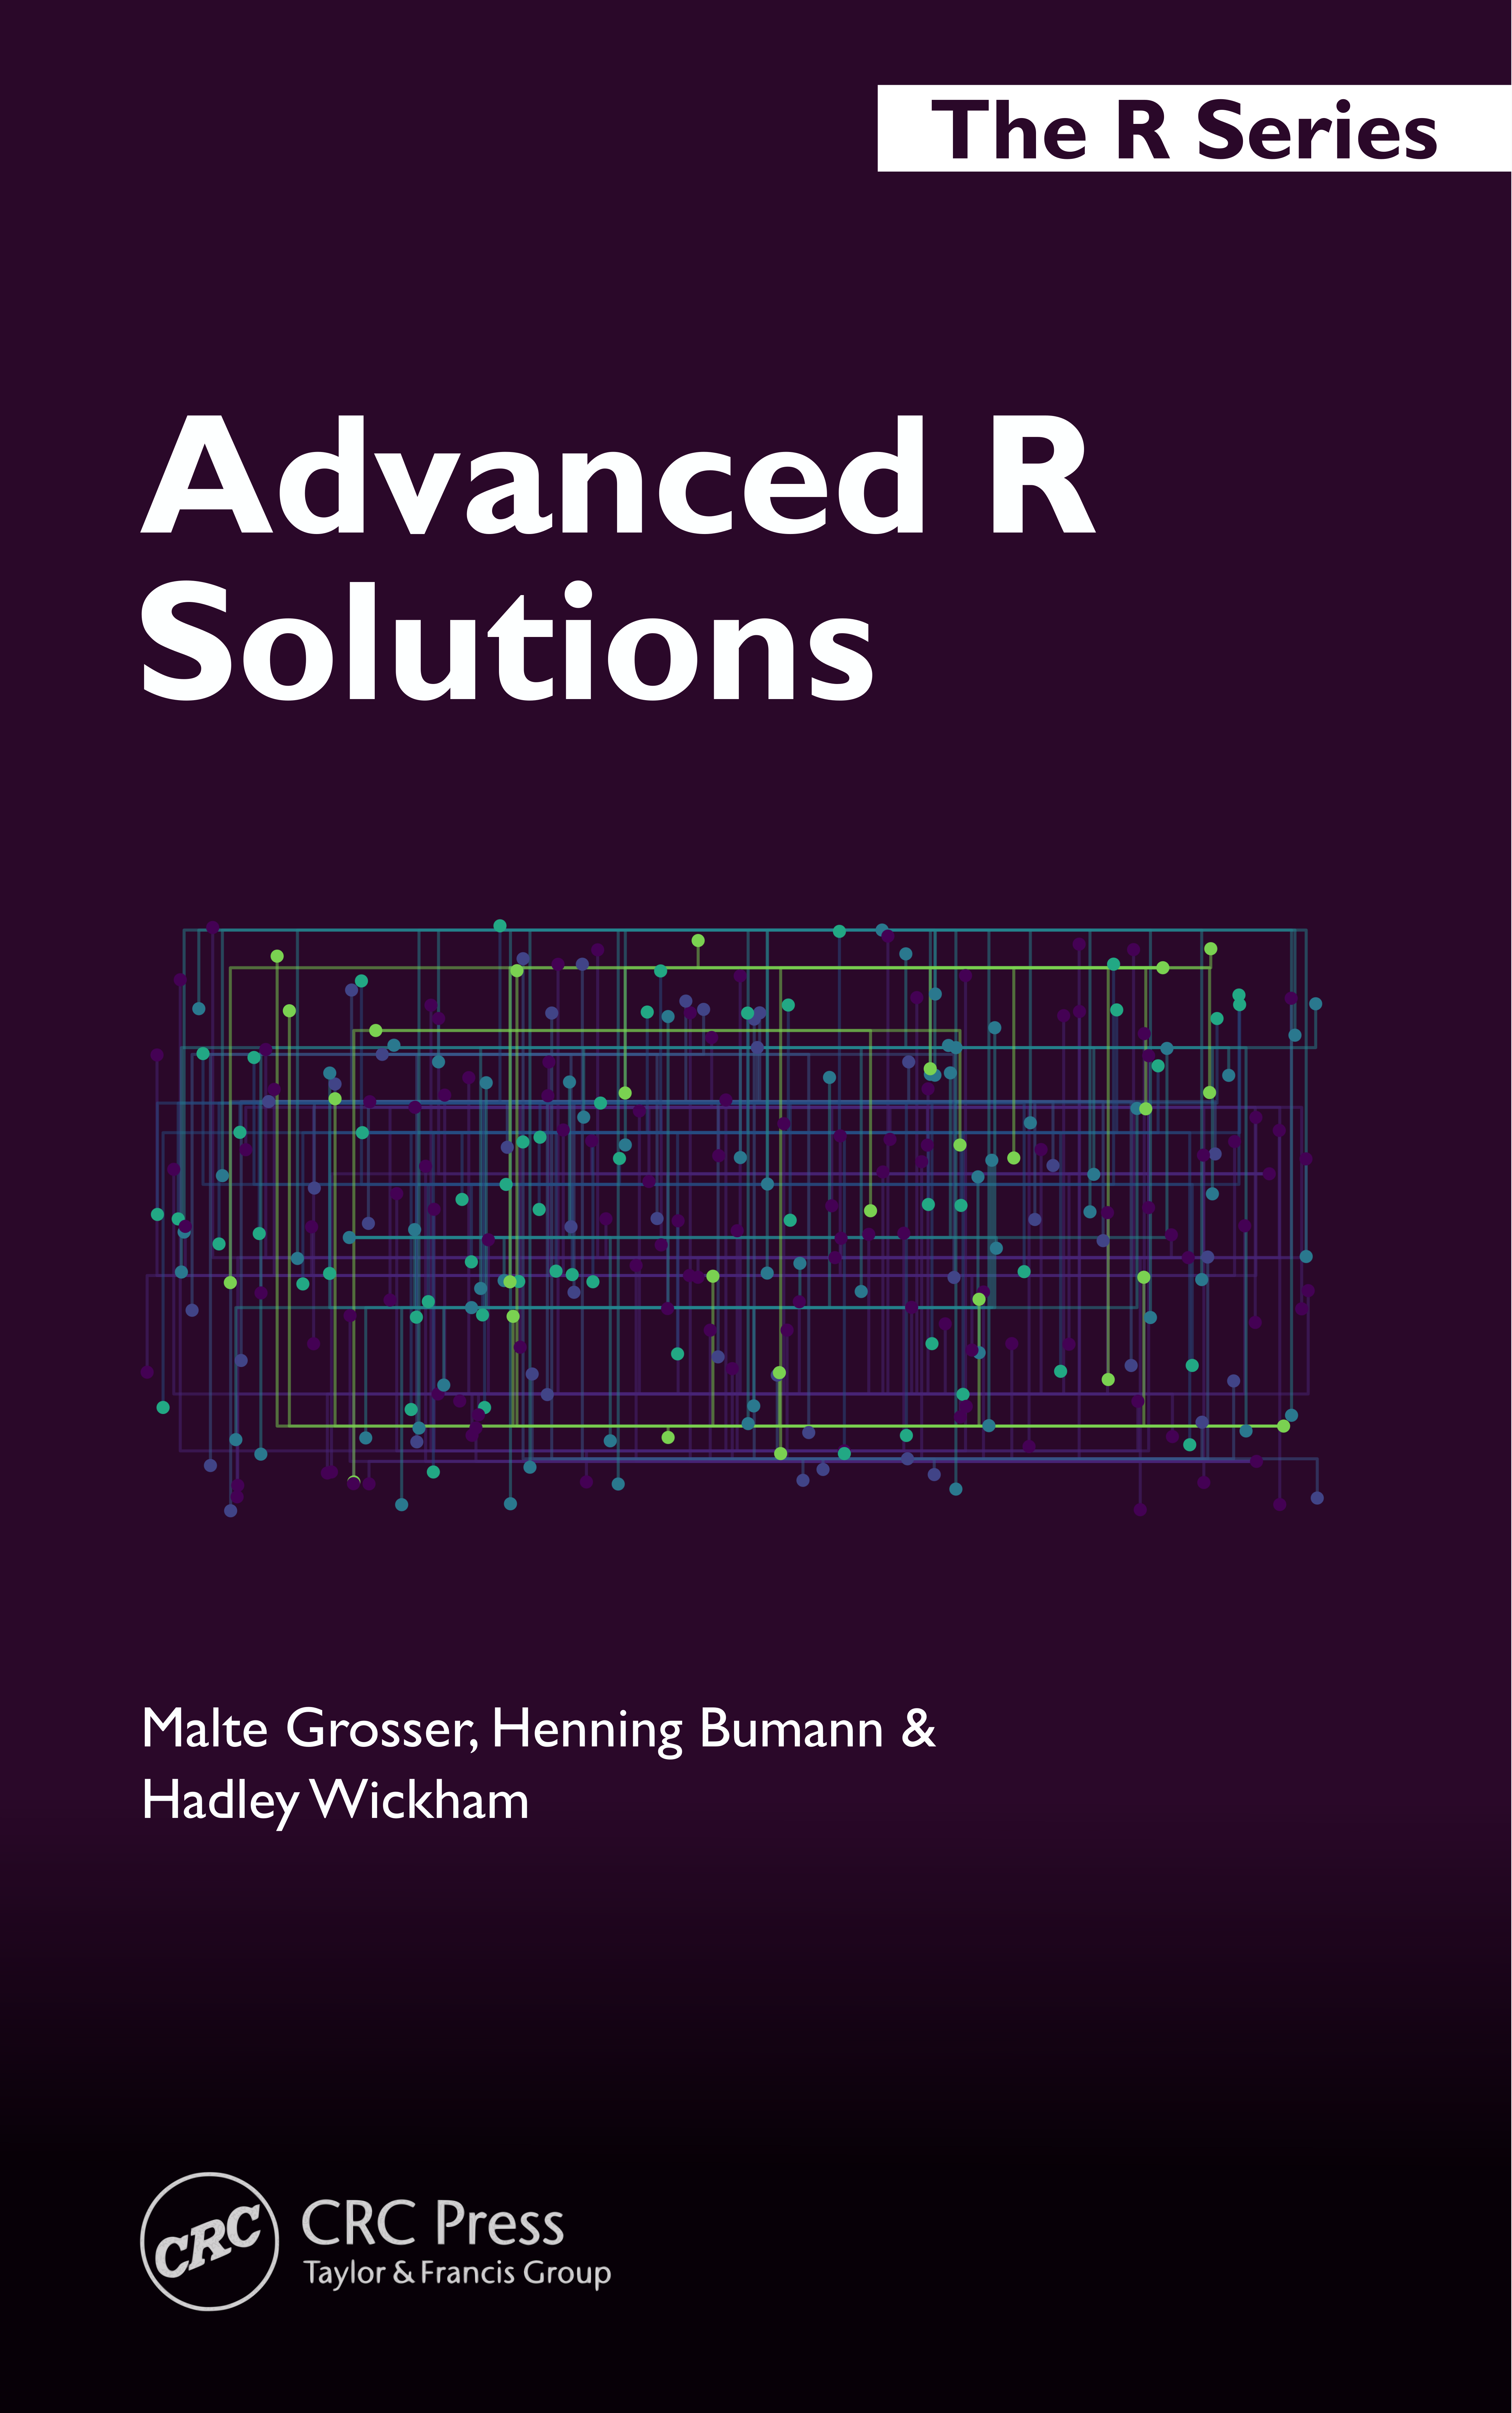 The R Series
Advanced R
Solutions
Malte Grosser, Henning Bumann &
Hadley Wickham
CRC
CRC Press
Taylor & Francis Group